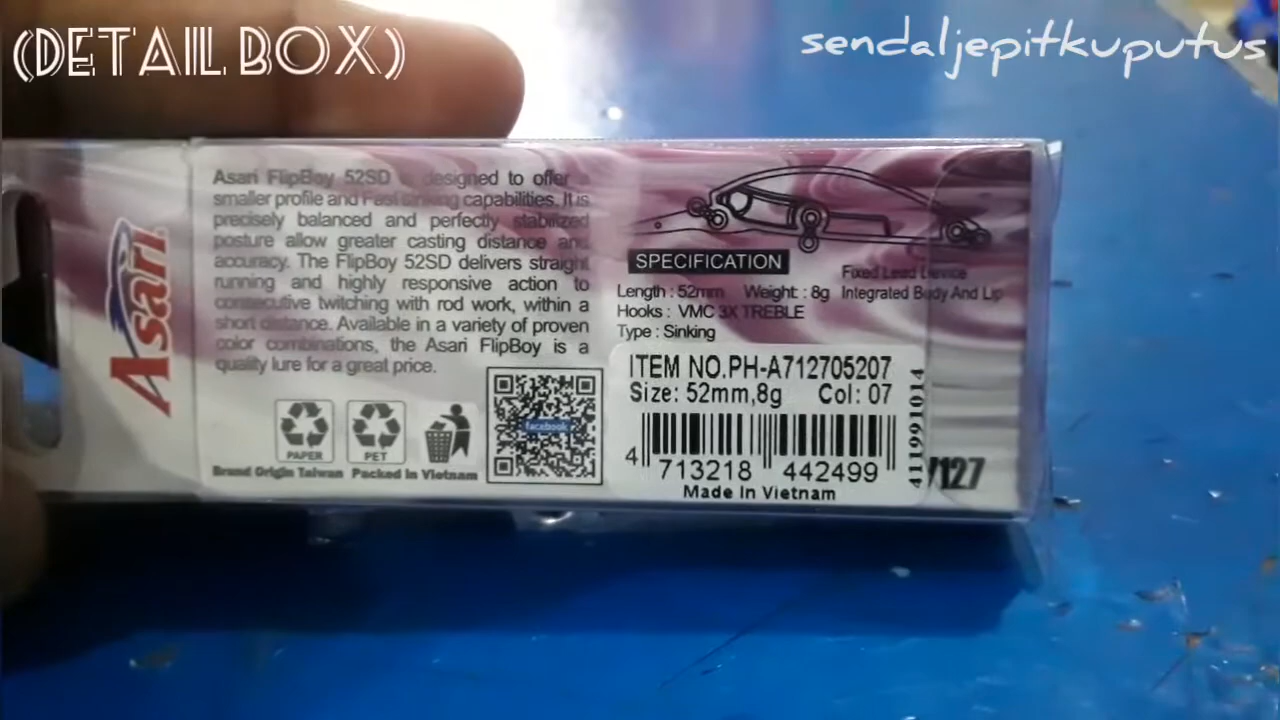 (DETAIL BOX)
sendaljepitkuputus
Asari
Asari FlipBoy 52SD is designed to offer a
smaller profile and Fast sinking capabilities. It is
precisely balanced and perfectly stabilized
posture allow greater casting distance and
accuracy. The FlipBoy 52SD delivers straight
running and highly responsive action to
consecutive twitching with rod work, within a
short distance. Available in a variety of proven
color combinations, the Asari FlipBoy is a
quality lure for a great price.
PAPER
PET
facebook
Brand Origin Taiwan Packed In Vietnam
SPECIFICATION
Fixed Lead Device
Length : 52mm Weight : 8g Integrated Body And Lip
Hooks : VMC 3X TREBLE
Type : Sinking
ITEM NO.PH-A712705207
Size: 52mm,8g Col: 07
4 713218 442499
Made In Vietnam
411991014
7127